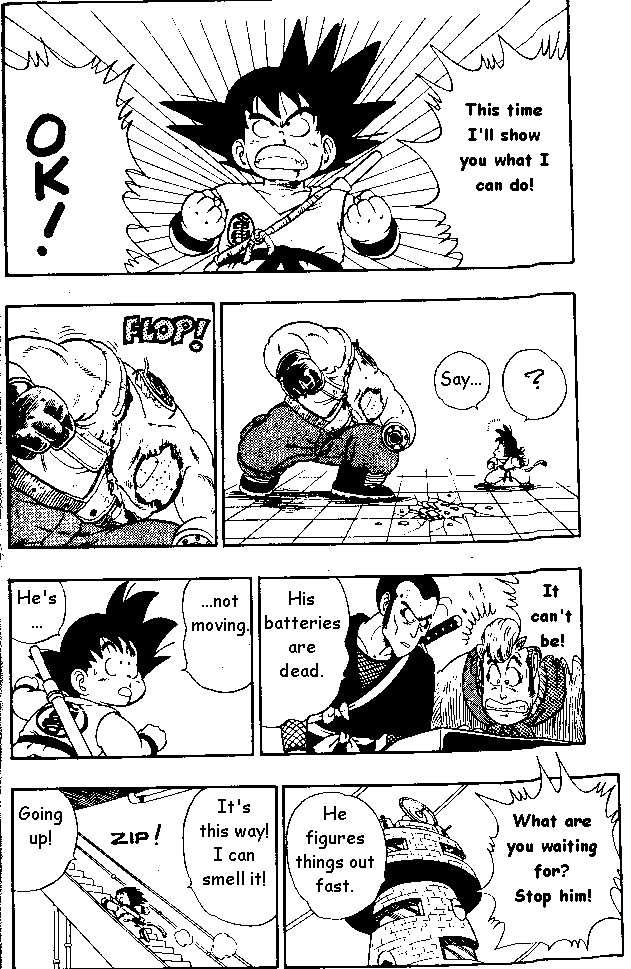 OK!
This time
I'll show
you what I
can do!
FLOP!
Say...
?
He's
...
...not
moving.
His
batteries
are
dead.
It
can't
be!
Going
up!
ZIP!
It's
this way!
I can
smell it!
He
figures
things out
fast.
What are
you waiting
for?
Stop him!